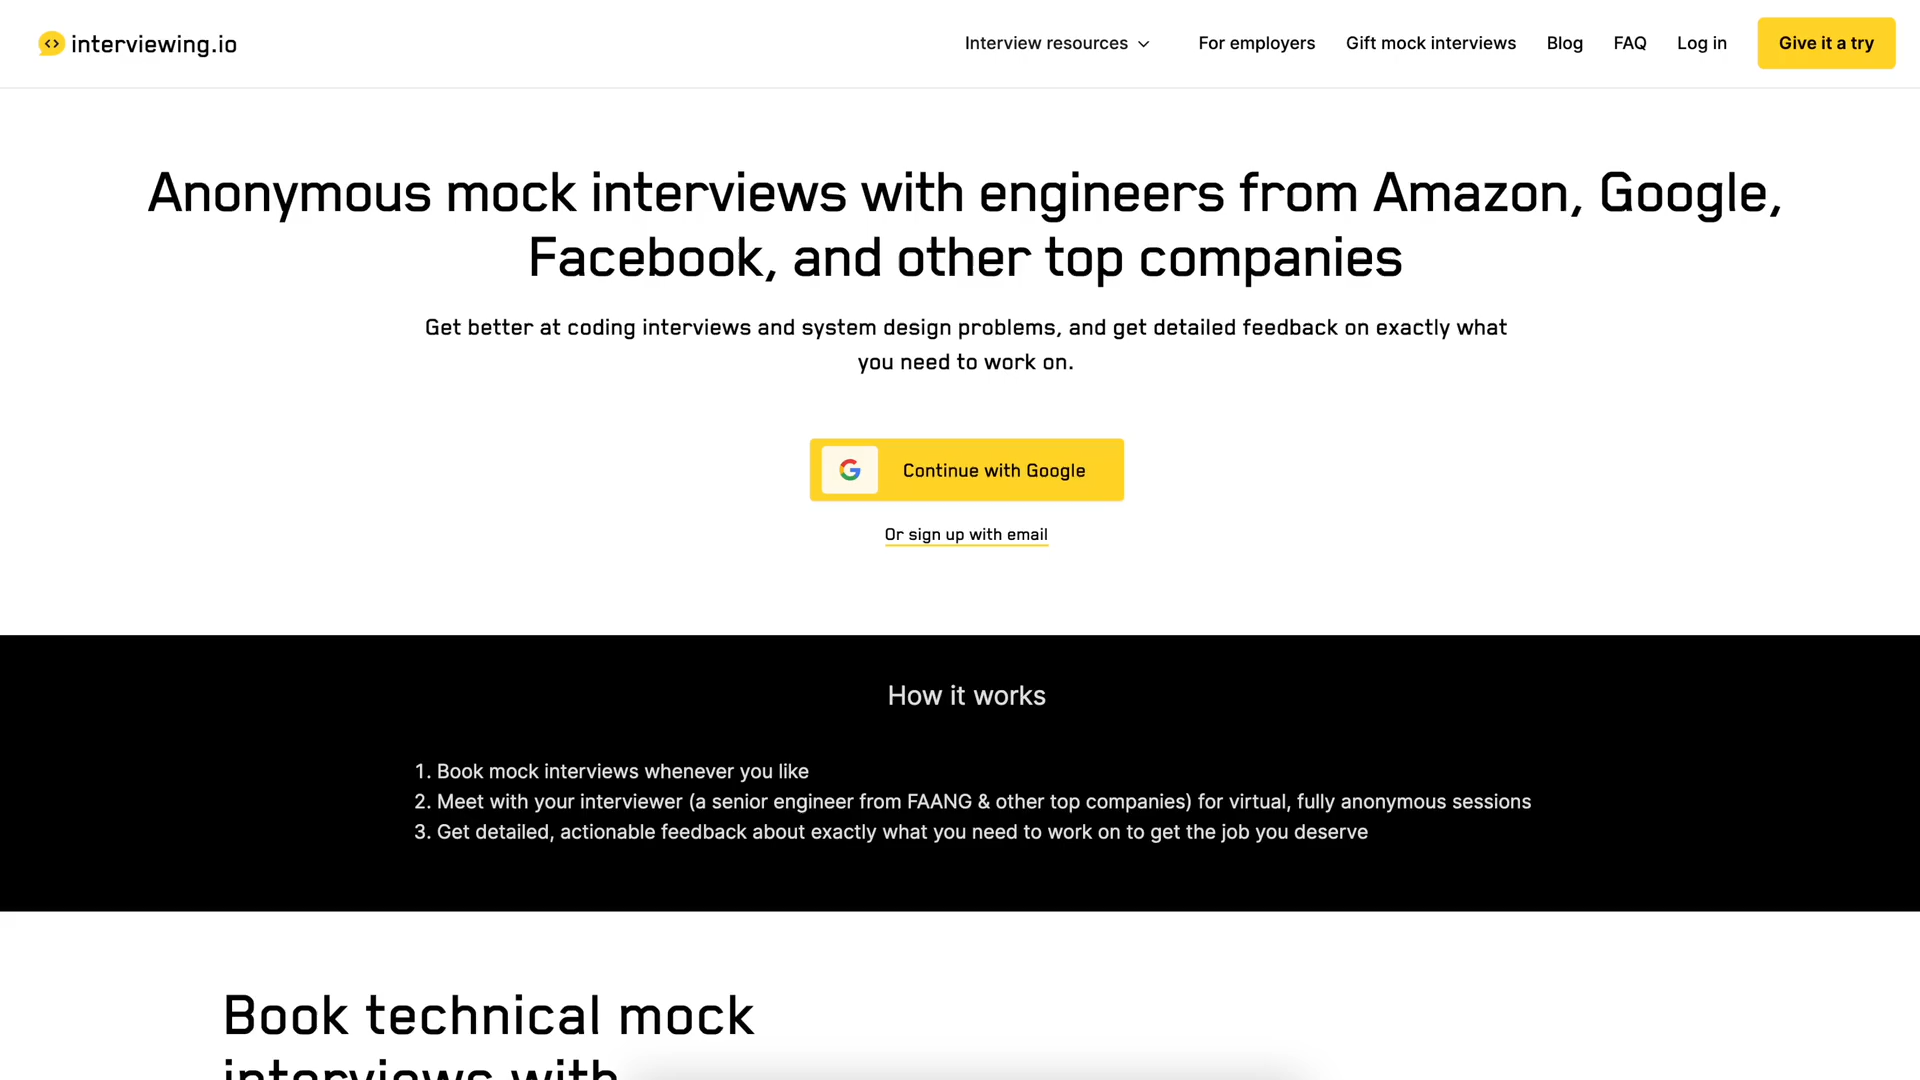 interviewing.io
Interview resources
For employers
Gift mock interviews
Blog
FAQ
Log in
Give it a try
Anonymous mock interviews with engineers from Amazon, Google,
Facebook, and other top companies
Get better at coding interviews and system design problems, and get detailed feedback on exactly what
you need to work on.
Continue with Google
Or sign up with email
How it works
1. Book mock interviews whenever you like
2. Meet with your interviewer (a senior engineer from FAANG & other top companies) for virtual, fully anonymous sessions
3. Get detailed, actionable feedback about exactly what you need to work on to get the job you deserve
Book technical mock
interviews with